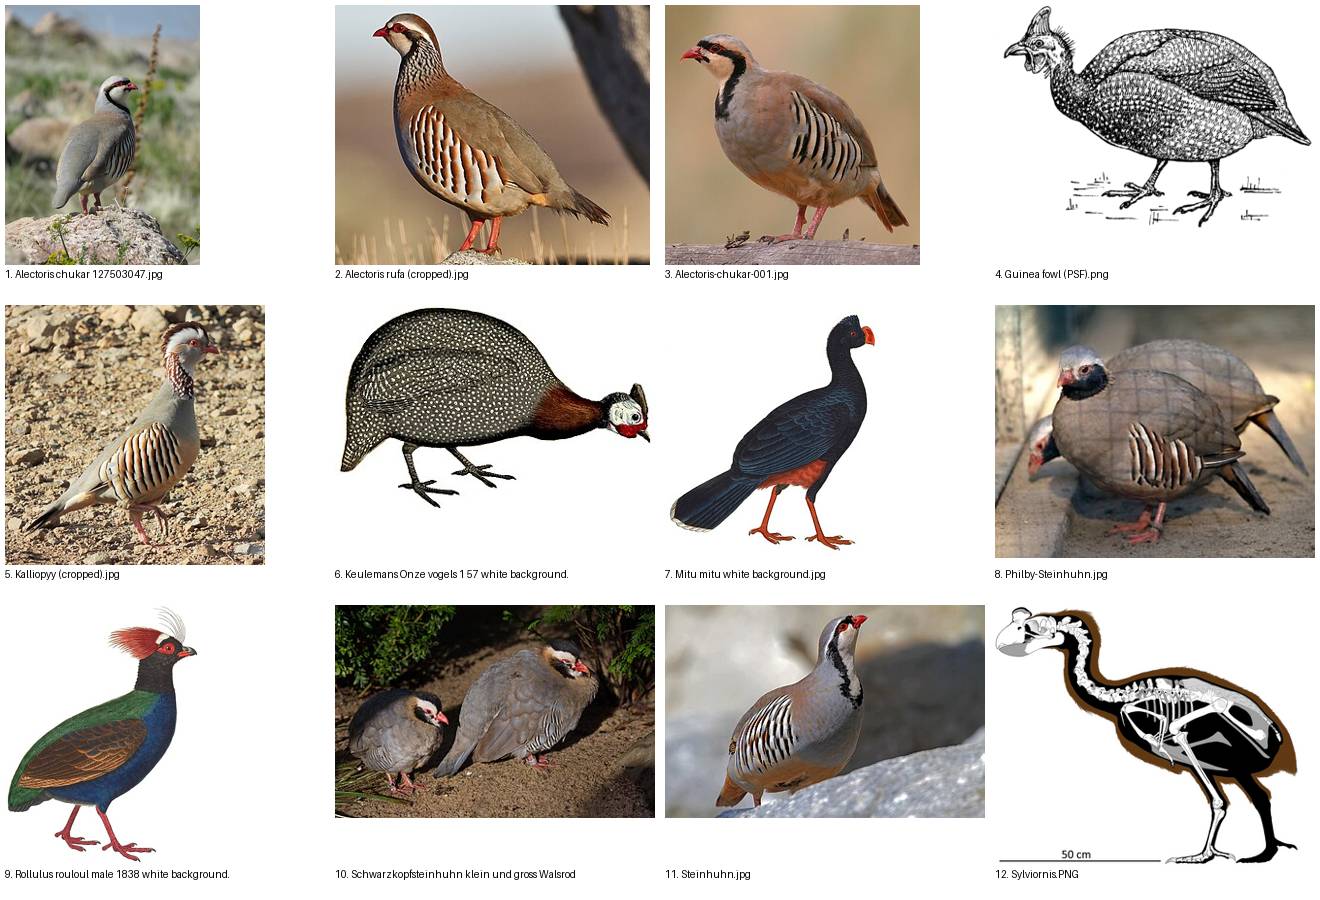 1. Alectoris chukar 127503047.jpg
2. Alectoris rufa (cropped).jpg
3. Alectoris-chukar-001.jpg
4. Guinea fowl (PSF).png
5. Kalliopyy (cropped).jpg
6. Keulemans Onze vogels 1 57 white background.
7. Mitu mitu white background.jpg
8. Philby-Steinhuhn.jpg
50 cm
9. Rollulus rouloul male 1838 white background.
10. Schwarzkopfsteinhuhn klein und gross Walsrod
11. Steinhuhn.jpg
12. Sylviornis.PNG